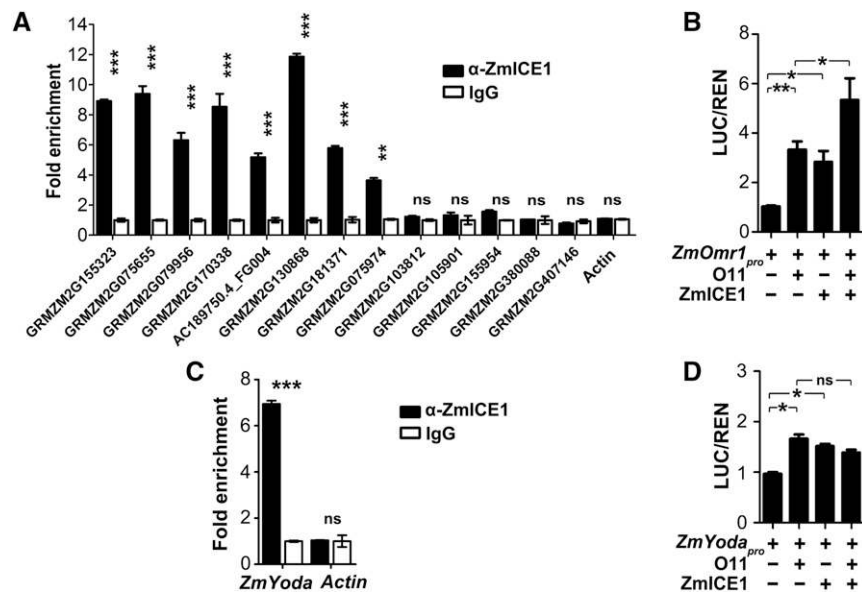 A
Fold enrichment
14
12
10
8
6
4
2
0
***
***
***
***
***
***
***
**
ns
ns
ns
ns
ns
ns
α-ZmICE1
IgG
GRMZM2G155323
GRMZM2G075655
GRMZM2G079956
GRMZM2G170338
AC189750.4_FG004
GRMZM2G130868
GRMZM2G181371
GRMZM2G075974
GRMZM2G103812
GRMZM2G105901
GRMZM2G155954
GRMZM2G380088
GRMZM2G407146
Actin
B
LUC/REN
8
6
4
2
0
*
*
**
ZmOmr1pro + + + +
O11 − + − +
ZmICE1 − − + +
C
Fold enrichment
8
6
4
2
0
***
ns
α-ZmICE1
IgG
ZmYoda Actin
D
LUC/REN
3
2
1
0
ns
*
*
ZmYodapro + + + +
O11 − + − +
ZmICE1 − − + +